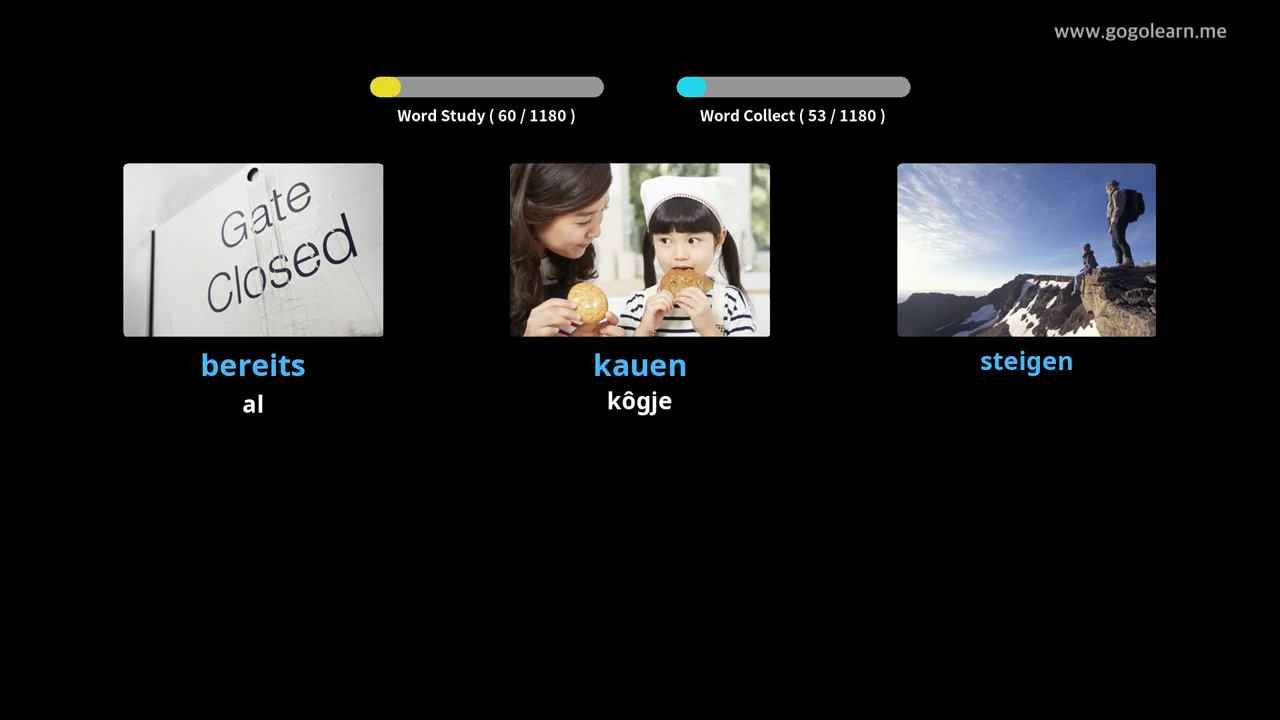 www.gogolearn.me
Word Study ( 60 / 1180 )
Word Collect ( 53 / 1180 )
Gate
Closed
bereits
al
kauen
kôgje
steigen